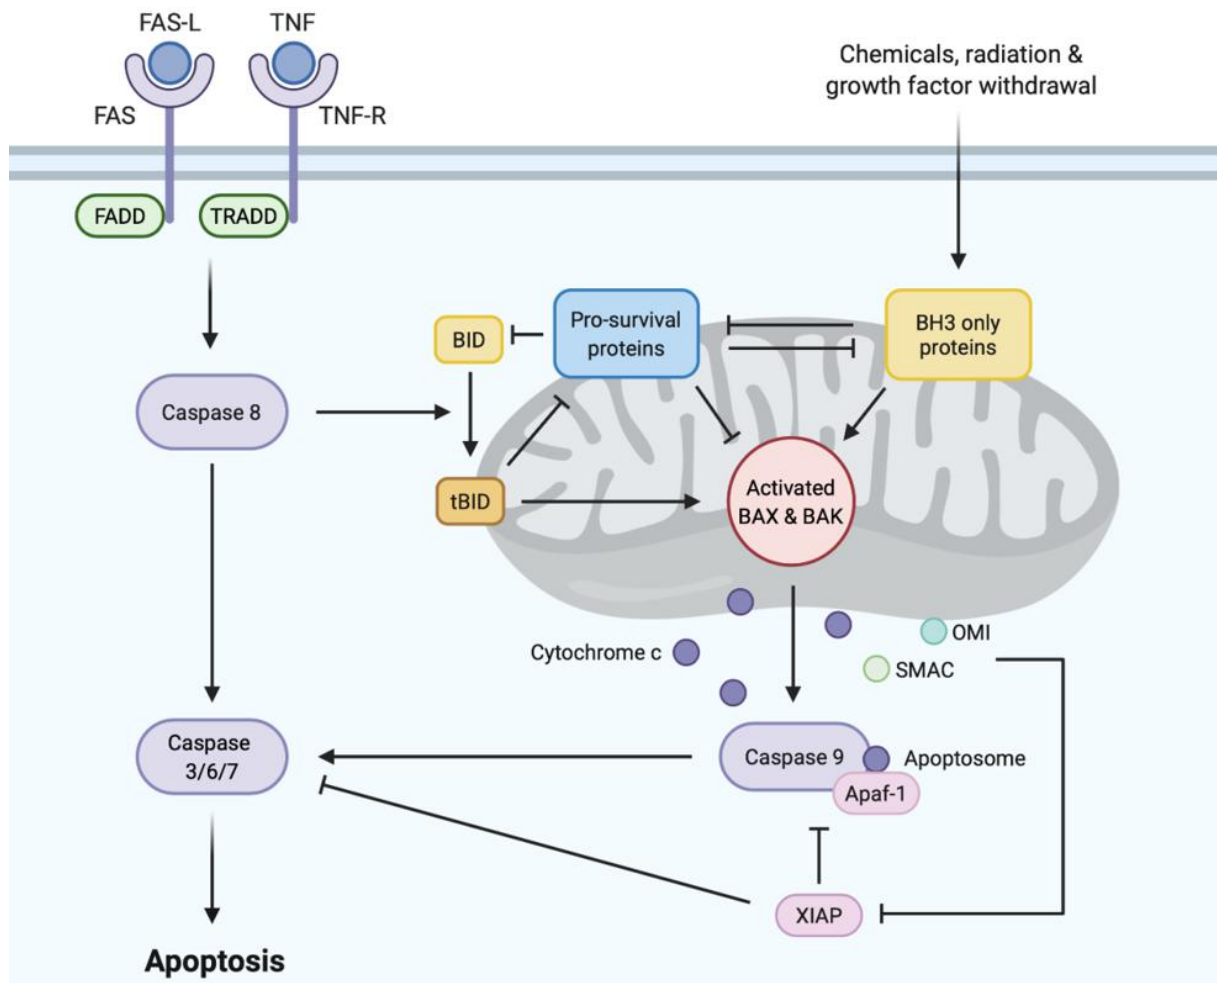 FAS-L
TNF
Chemicals, radiation &
growth factor withdrawal
FAS
TNF-R
FADD
TRADD
BID
Pro-survival
proteins
BH3 only
proteins
Caspase 8
tBID
Activated
BAX & BAK
Cytochrome c
OMI
SMAC
Caspase
3/6/7
Caspase 9
Apoptosome
Apaf-1
XIAP
Apoptosis